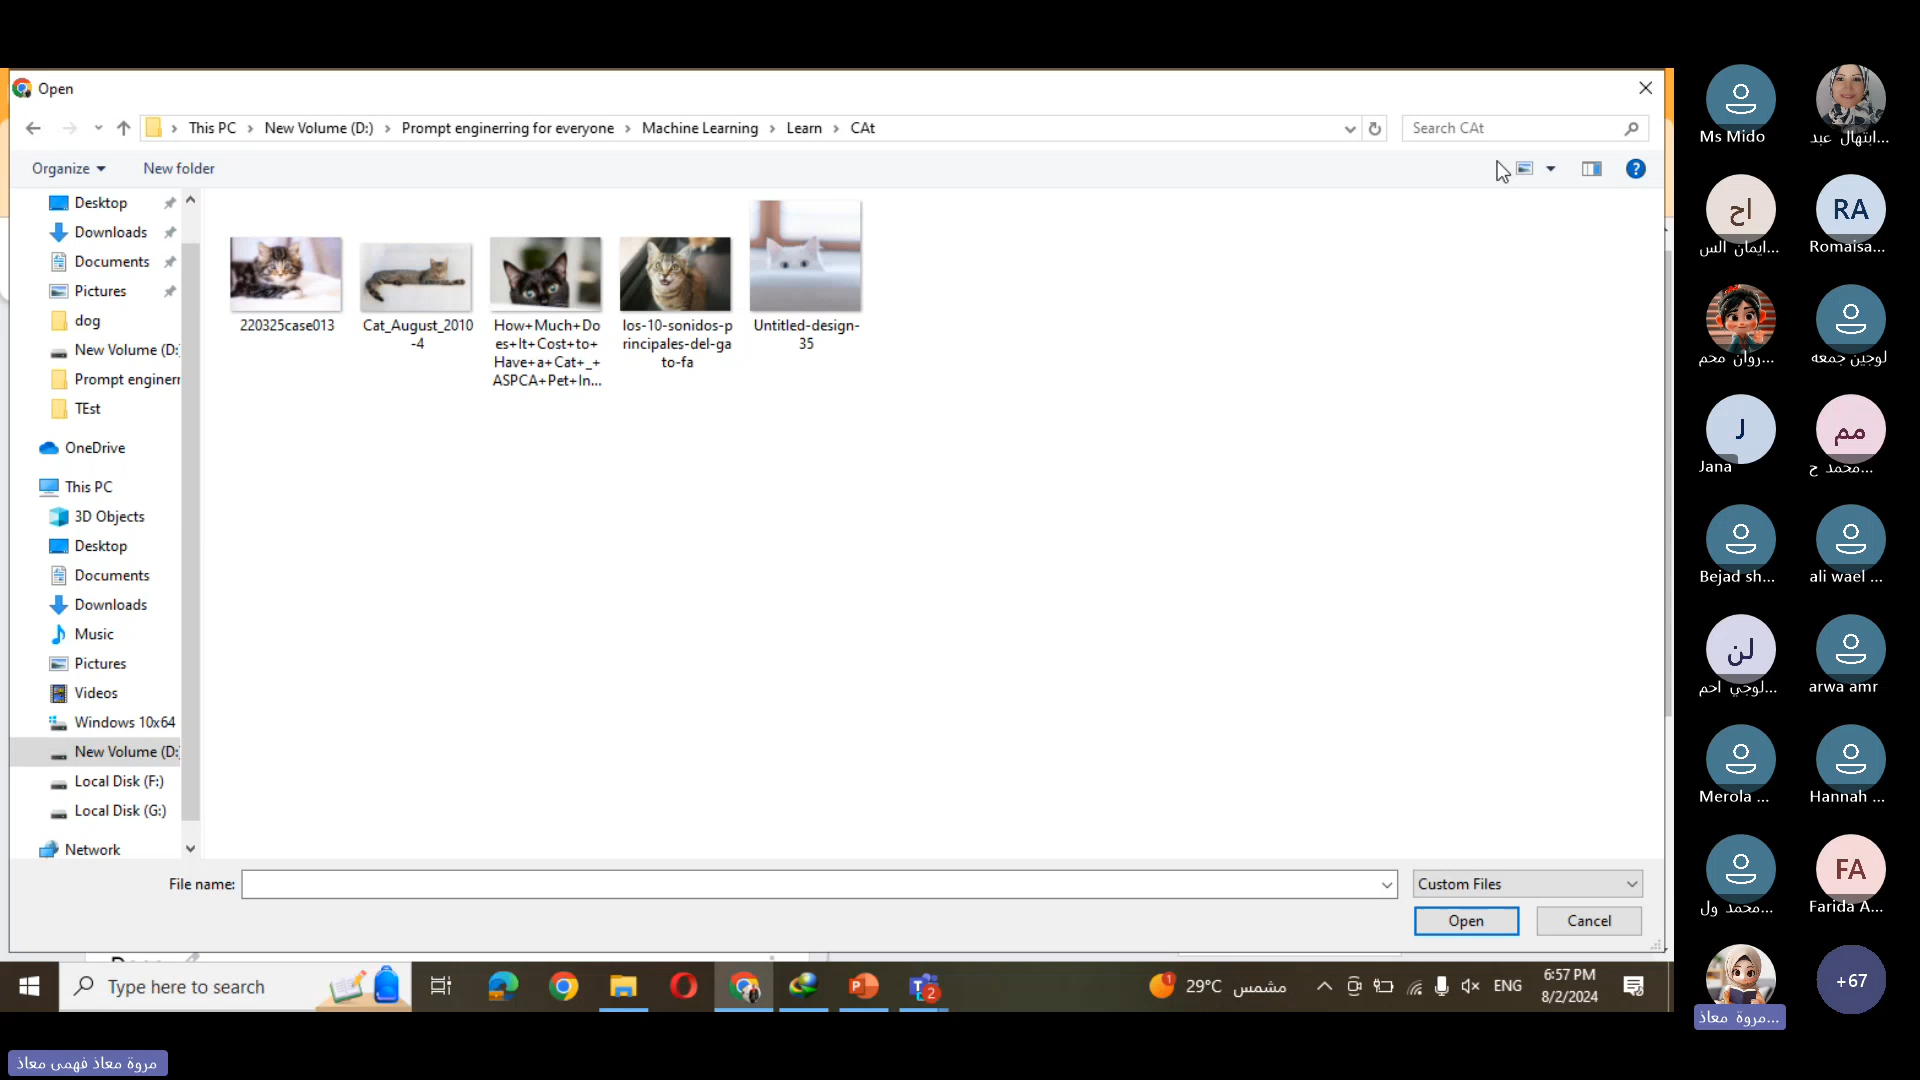 Open
This PC
New Volume (D:)
Prompt enginerring for everyone
Machine Learning
Learn
CAt
Search CAt
Organize
New folder
Desktop
Downloads
Documents
Pictures
dog
New Volume (D:
Prompt enginerr
TEst
OneDrive
This PC
3D Objects
Desktop
Documents
Downloads
Music
Pictures
Videos
Windows 10x64
New Volume (D:
Local Disk (F:)
Local Disk (G:)
Network
220325case013
Cat_August_2010
-4
How+Much+Do
es+It+Cost+to+
Have+a+Cat+_+
ASPCA+Pet+In...
los-10-sonidos-p
rincipales-del-ga
to-fa
Untitled-design-
35
File name:
Custom Files
Open
Cancel
Type here to search
2
1
29°C مشمس
ENG
6:57 PM
8/2/2024
Ms Mido
ابتهال عبد...
اح
ايمان الس...
RA
Romaisa...
روان محم...
لوجين جمعه
J
Jana
مم
محمد ح...
Bejad sh...
ali wael ...
لن
لوجي احم...
arwa amr
Merola ...
Hannah ...
محمد ول...
FA
Farida A...
مروة معاذ...
+67
مروة معاذ فهمى معاذ